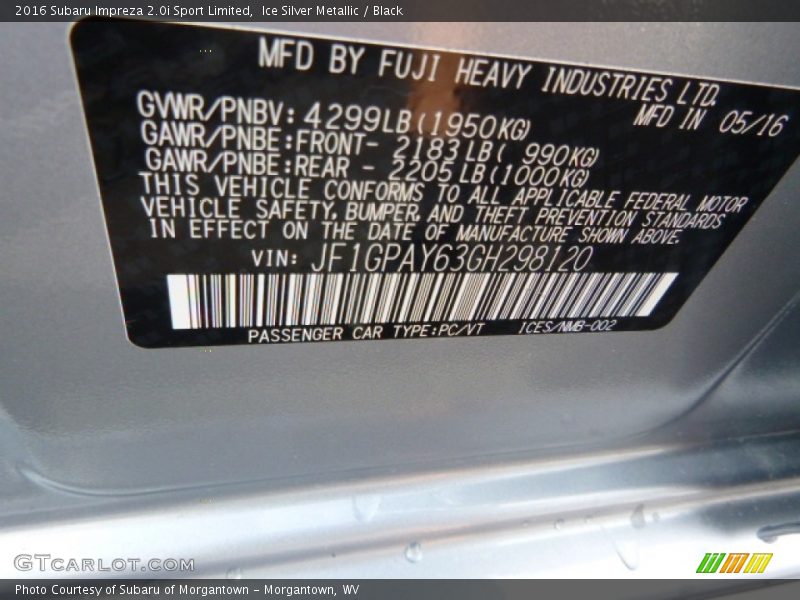 2016 Subaru Impreza 2.0i Sport Limited,  Ice Silver Metallic / Black
MFD BY FUJI HEAVY INDUSTRIES LTD.
MFD IN 05/16
GVWR/PNBV: 4299LB(1950KG)
GAWR/PNBE:FRONT- 2183LB( 990KG)
GAWR/PNBE:REAR - 2205LB(1000KG)
THIS VEHICLE CONFORMS TO ALL APPLICABLE FEDERAL MOTOR
VEHICLE SAFETY, BUMPER, AND THEFT PREVENTION STANDARDS
IN EFFECT ON THE DATE OF MANUFACTURE SHOWN ABOVE.
VIN: JF1GPAY63GH298120
PASSENGER CAR TYPE:PC/VT ICES/NMB-002
GTCARLOT.COM
Photo Courtesy of Subaru of Morgantown - Morgantown, WV